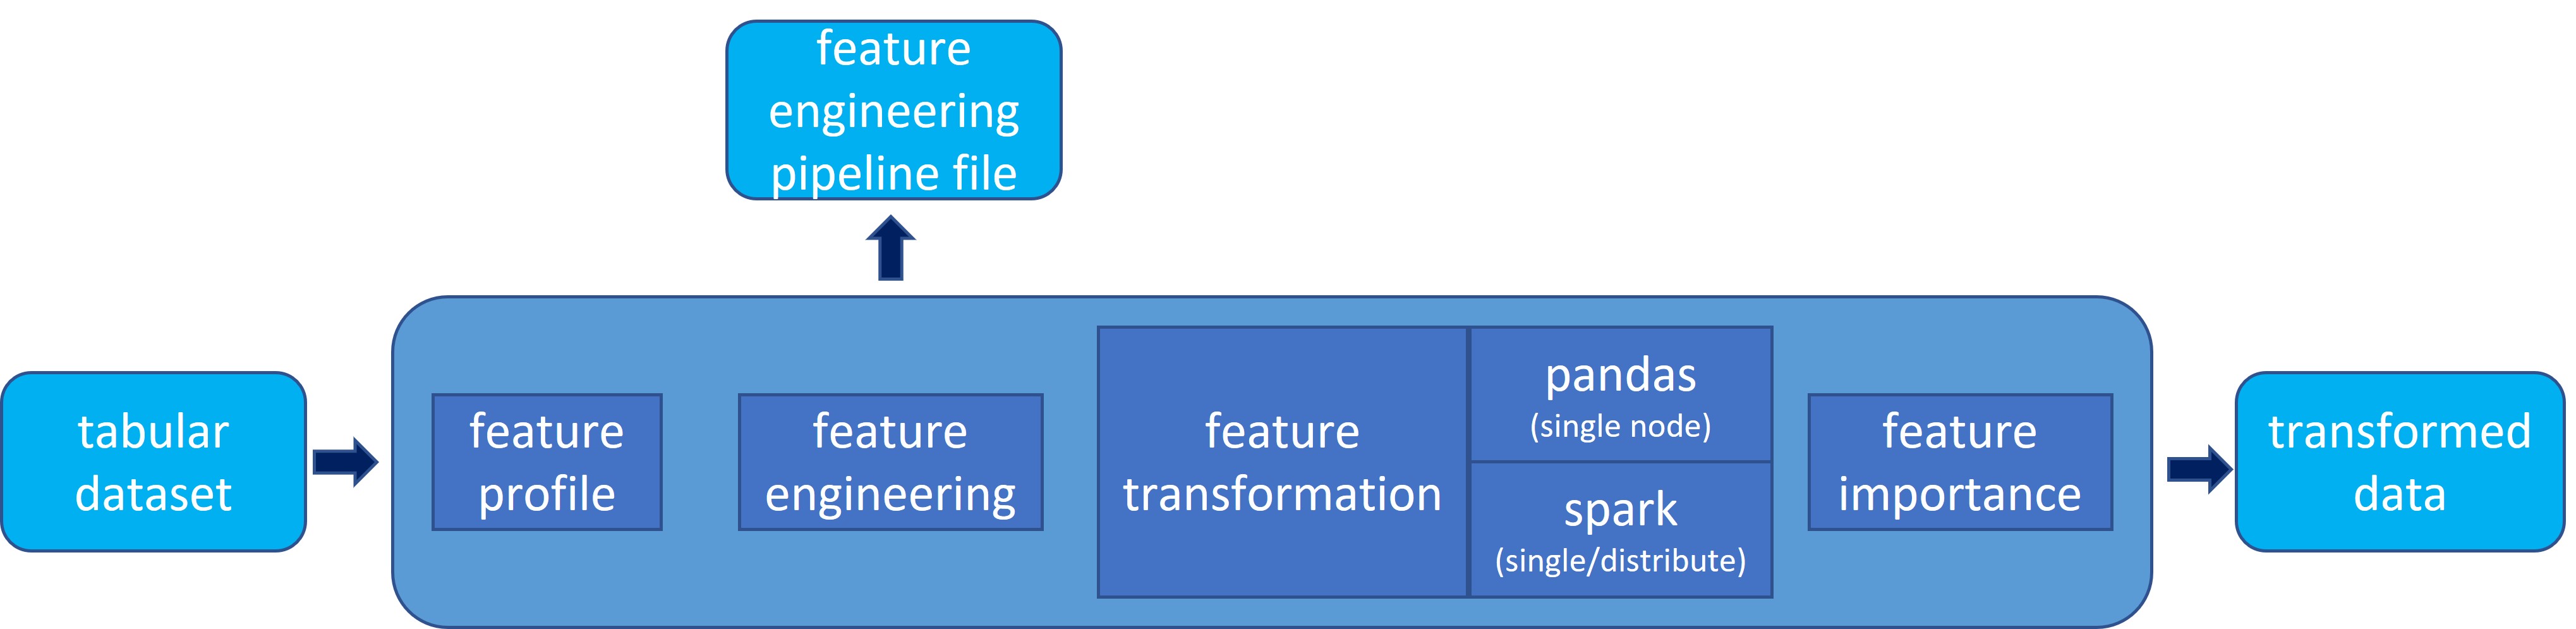 feature
engineering
pipeline file
tabular
dataset
feature
profile
feature
engineering
feature
transformation
pandas
(single node)
spark
(single/distribute)
feature
importance
transformed
data